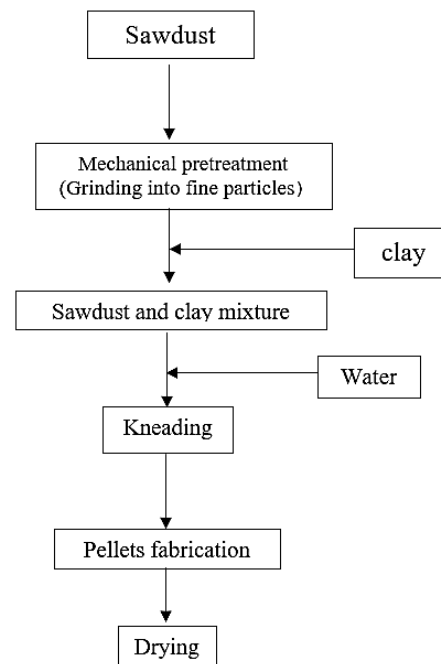 Sawdust
Mechanical pretreatment
(Grinding into fine particles)
clay
Sawdust and clay mixture
Water
Kneading
Pellets fabrication
Drying